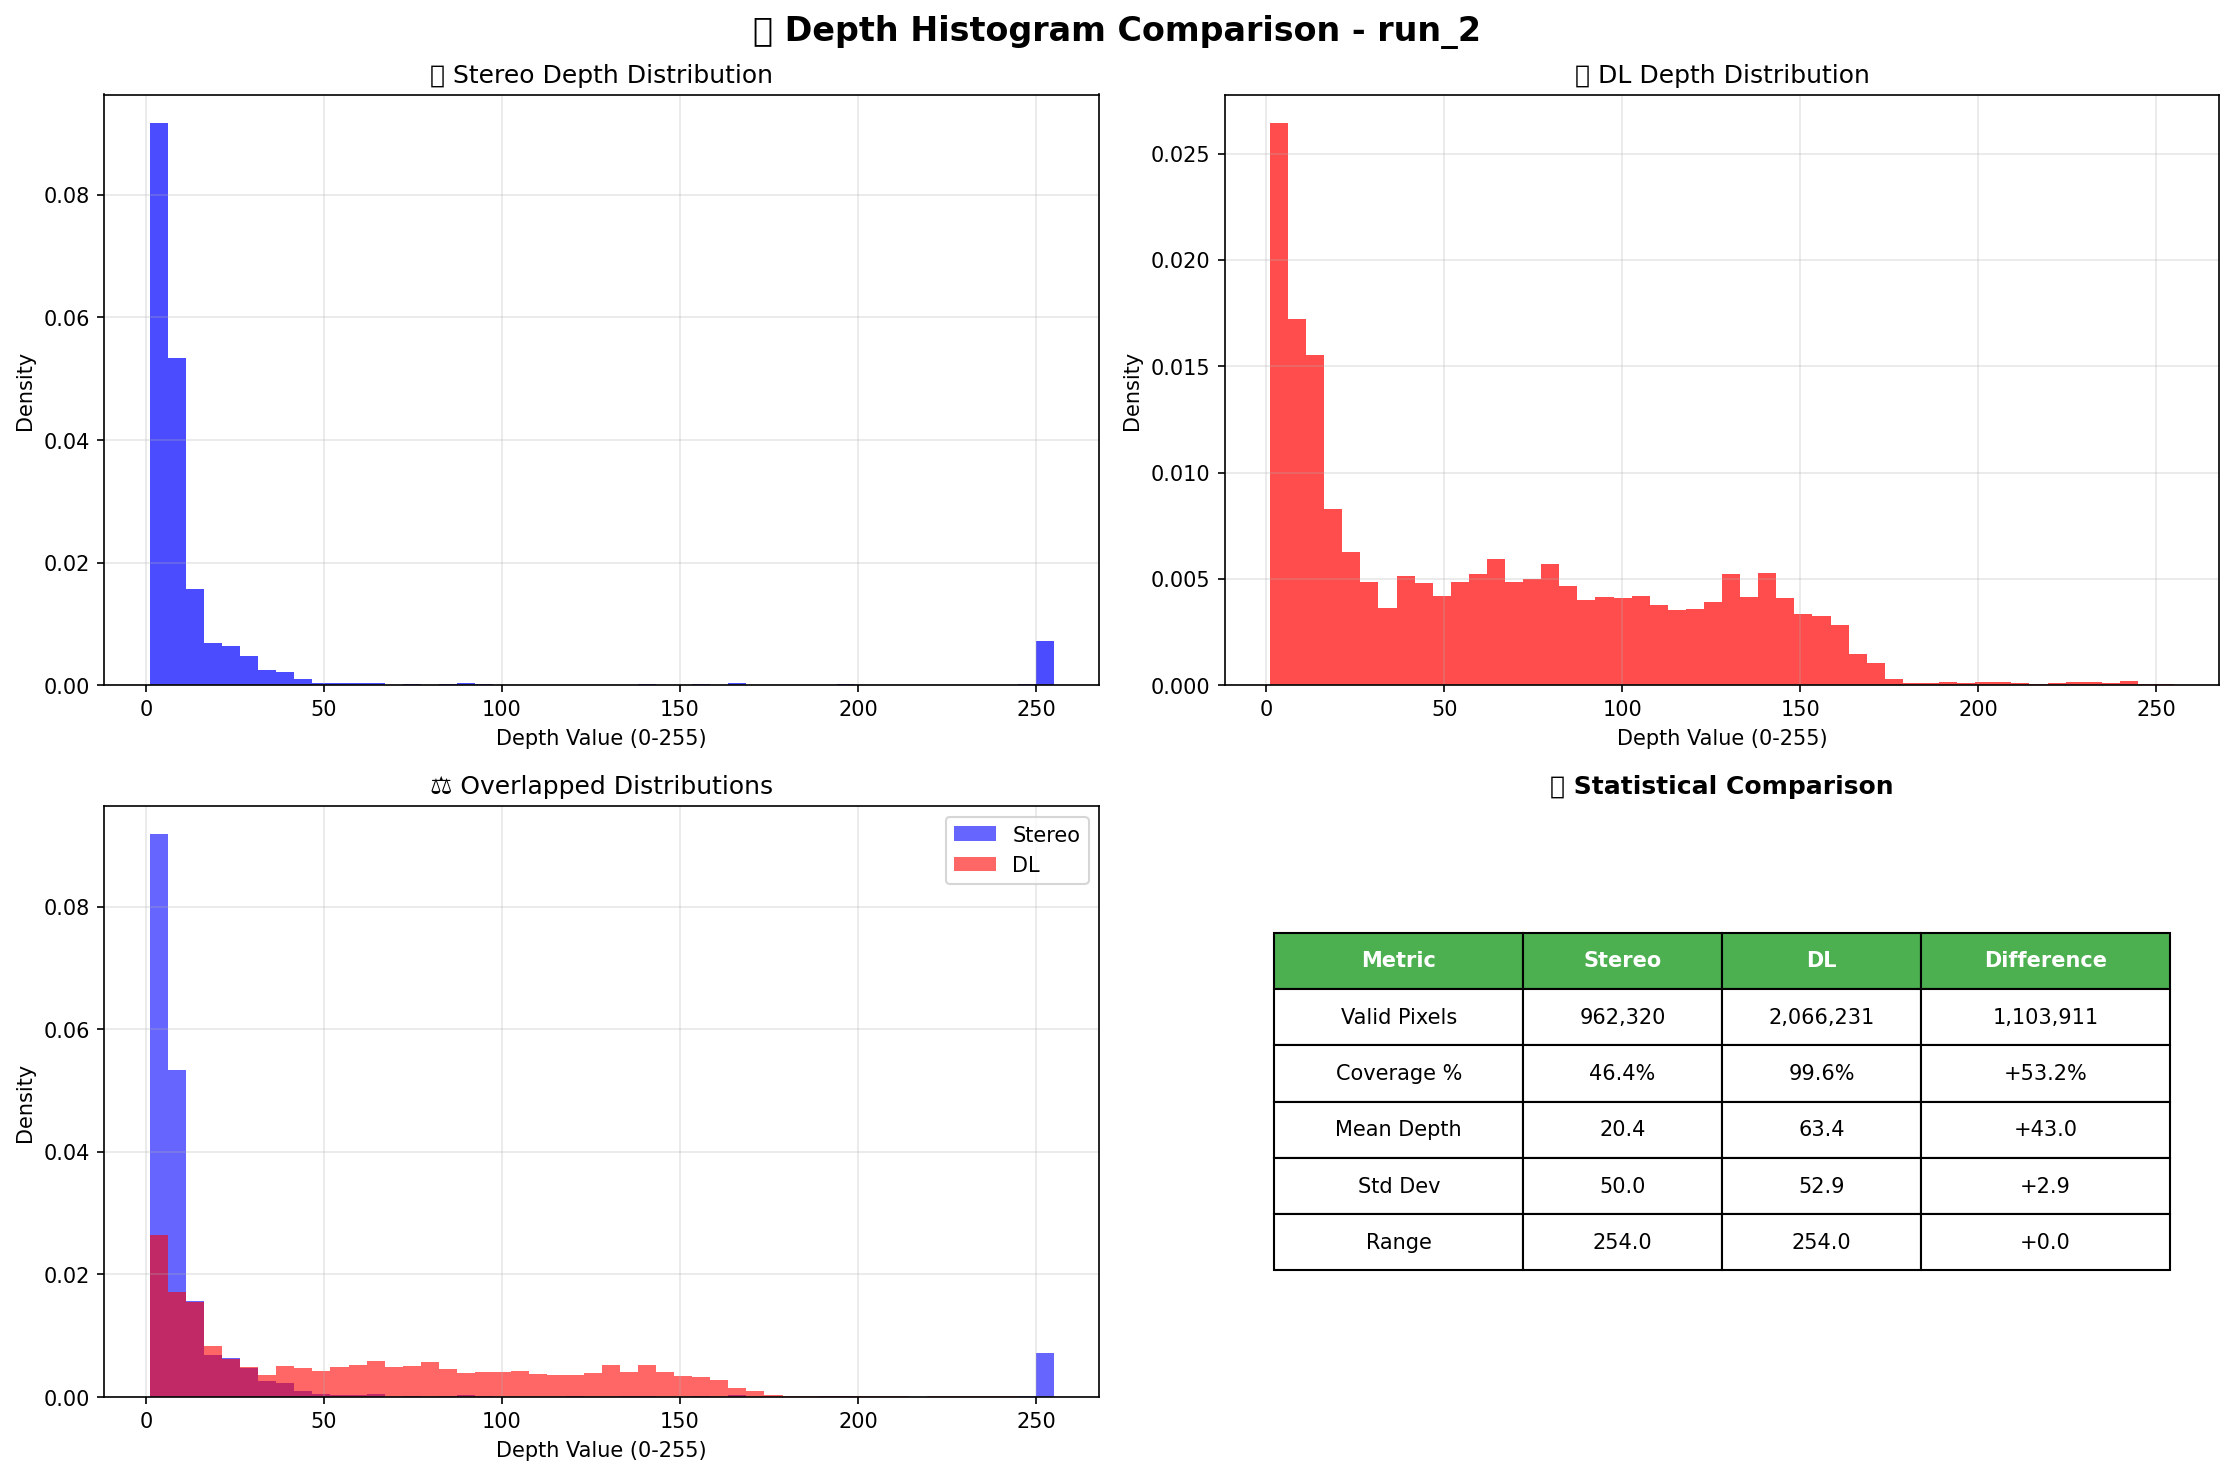 Depth Histogram Comparison - run_2
Stereo Depth Distribution
Density
0.08
0.06
0.04
0.02
0.00
0 50 100 150 200 250
Depth Value (0-255)
DL Depth Distribution
Density
0.025
0.020
0.015
0.010
0.005
0.000
0 50 100 150 200 250
Depth Value (0-255)
⚖ Overlapped Distributions
Stereo
DL
Density
0.08
0.06
0.04
0.02
0.00
0 50 100 150 200 250
Depth Value (0-255)
Statistical Comparison
Metric Stereo DL Difference
Valid Pixels 962,320 2,066,231 1,103,911
Coverage % 46.4% 99.6% +53.2%
Mean Depth 20.4 63.4 +43.0
Std Dev 50.0 52.9 +2.9
Range 254.0 254.0 +0.0